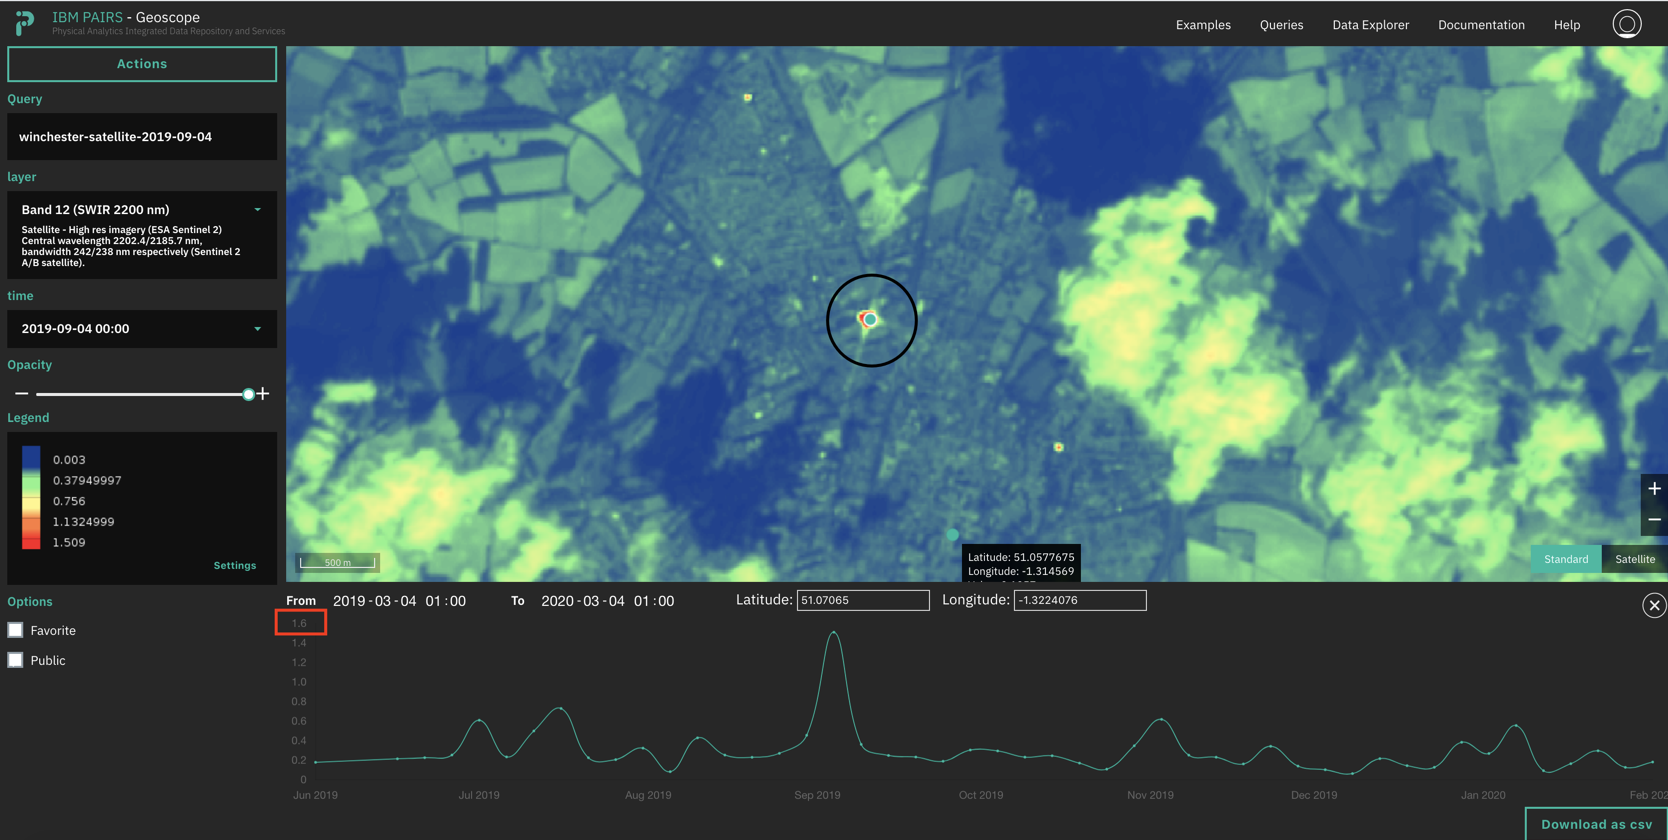 IBM PAIRS - Geoscope
Physical Analytics Integrated Data Repository and Services
Examples
Queries
Data Explorer
Documentation
Help
Actions
Query
winchester-satellite-2019-09-04
layer
Band 12 (SWIR 2200 nm)
Satellite - High res imagery (ESA Sentinel 2)
Central wavelength 2202.4/2185.7 nm,
bandwidth 242/238 nm respectively (Sentinel 2
A/B satellite).
time
2019-09-04 00:00
Opacity
Legend
0.003
0.37949997
0.756
1.1324999
1.509
Settings
Options
Favorite
Public
500 m
Latitude: 51.0577675
Longitude: -1.314569
+
−
Standard
Satellite
From 2019-03-04 01:00 To 2020-03-04 01:00 Latitude: 51.07065 Longitude: -1.3224076
1.6
1.4
1.2
1.0
0.8
0.6
0.4
0.2
0
Jun 2019 Jul 2019 Aug 2019 Sep 2019 Oct 2019 Nov 2019 Dec 2019 Jan 2020 Feb 202
Download as csv